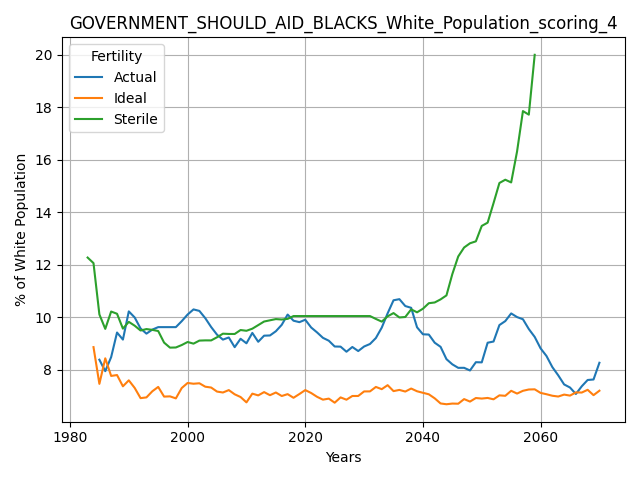 GOVERNMENT_SHOULD_AID_BLACKS_White_Population_scoring_4
Fertility
Actual
Ideal
Sterile
% of White Population
20
18
16
14
12
10
8
1980
2000
2020
2040
2060
Years